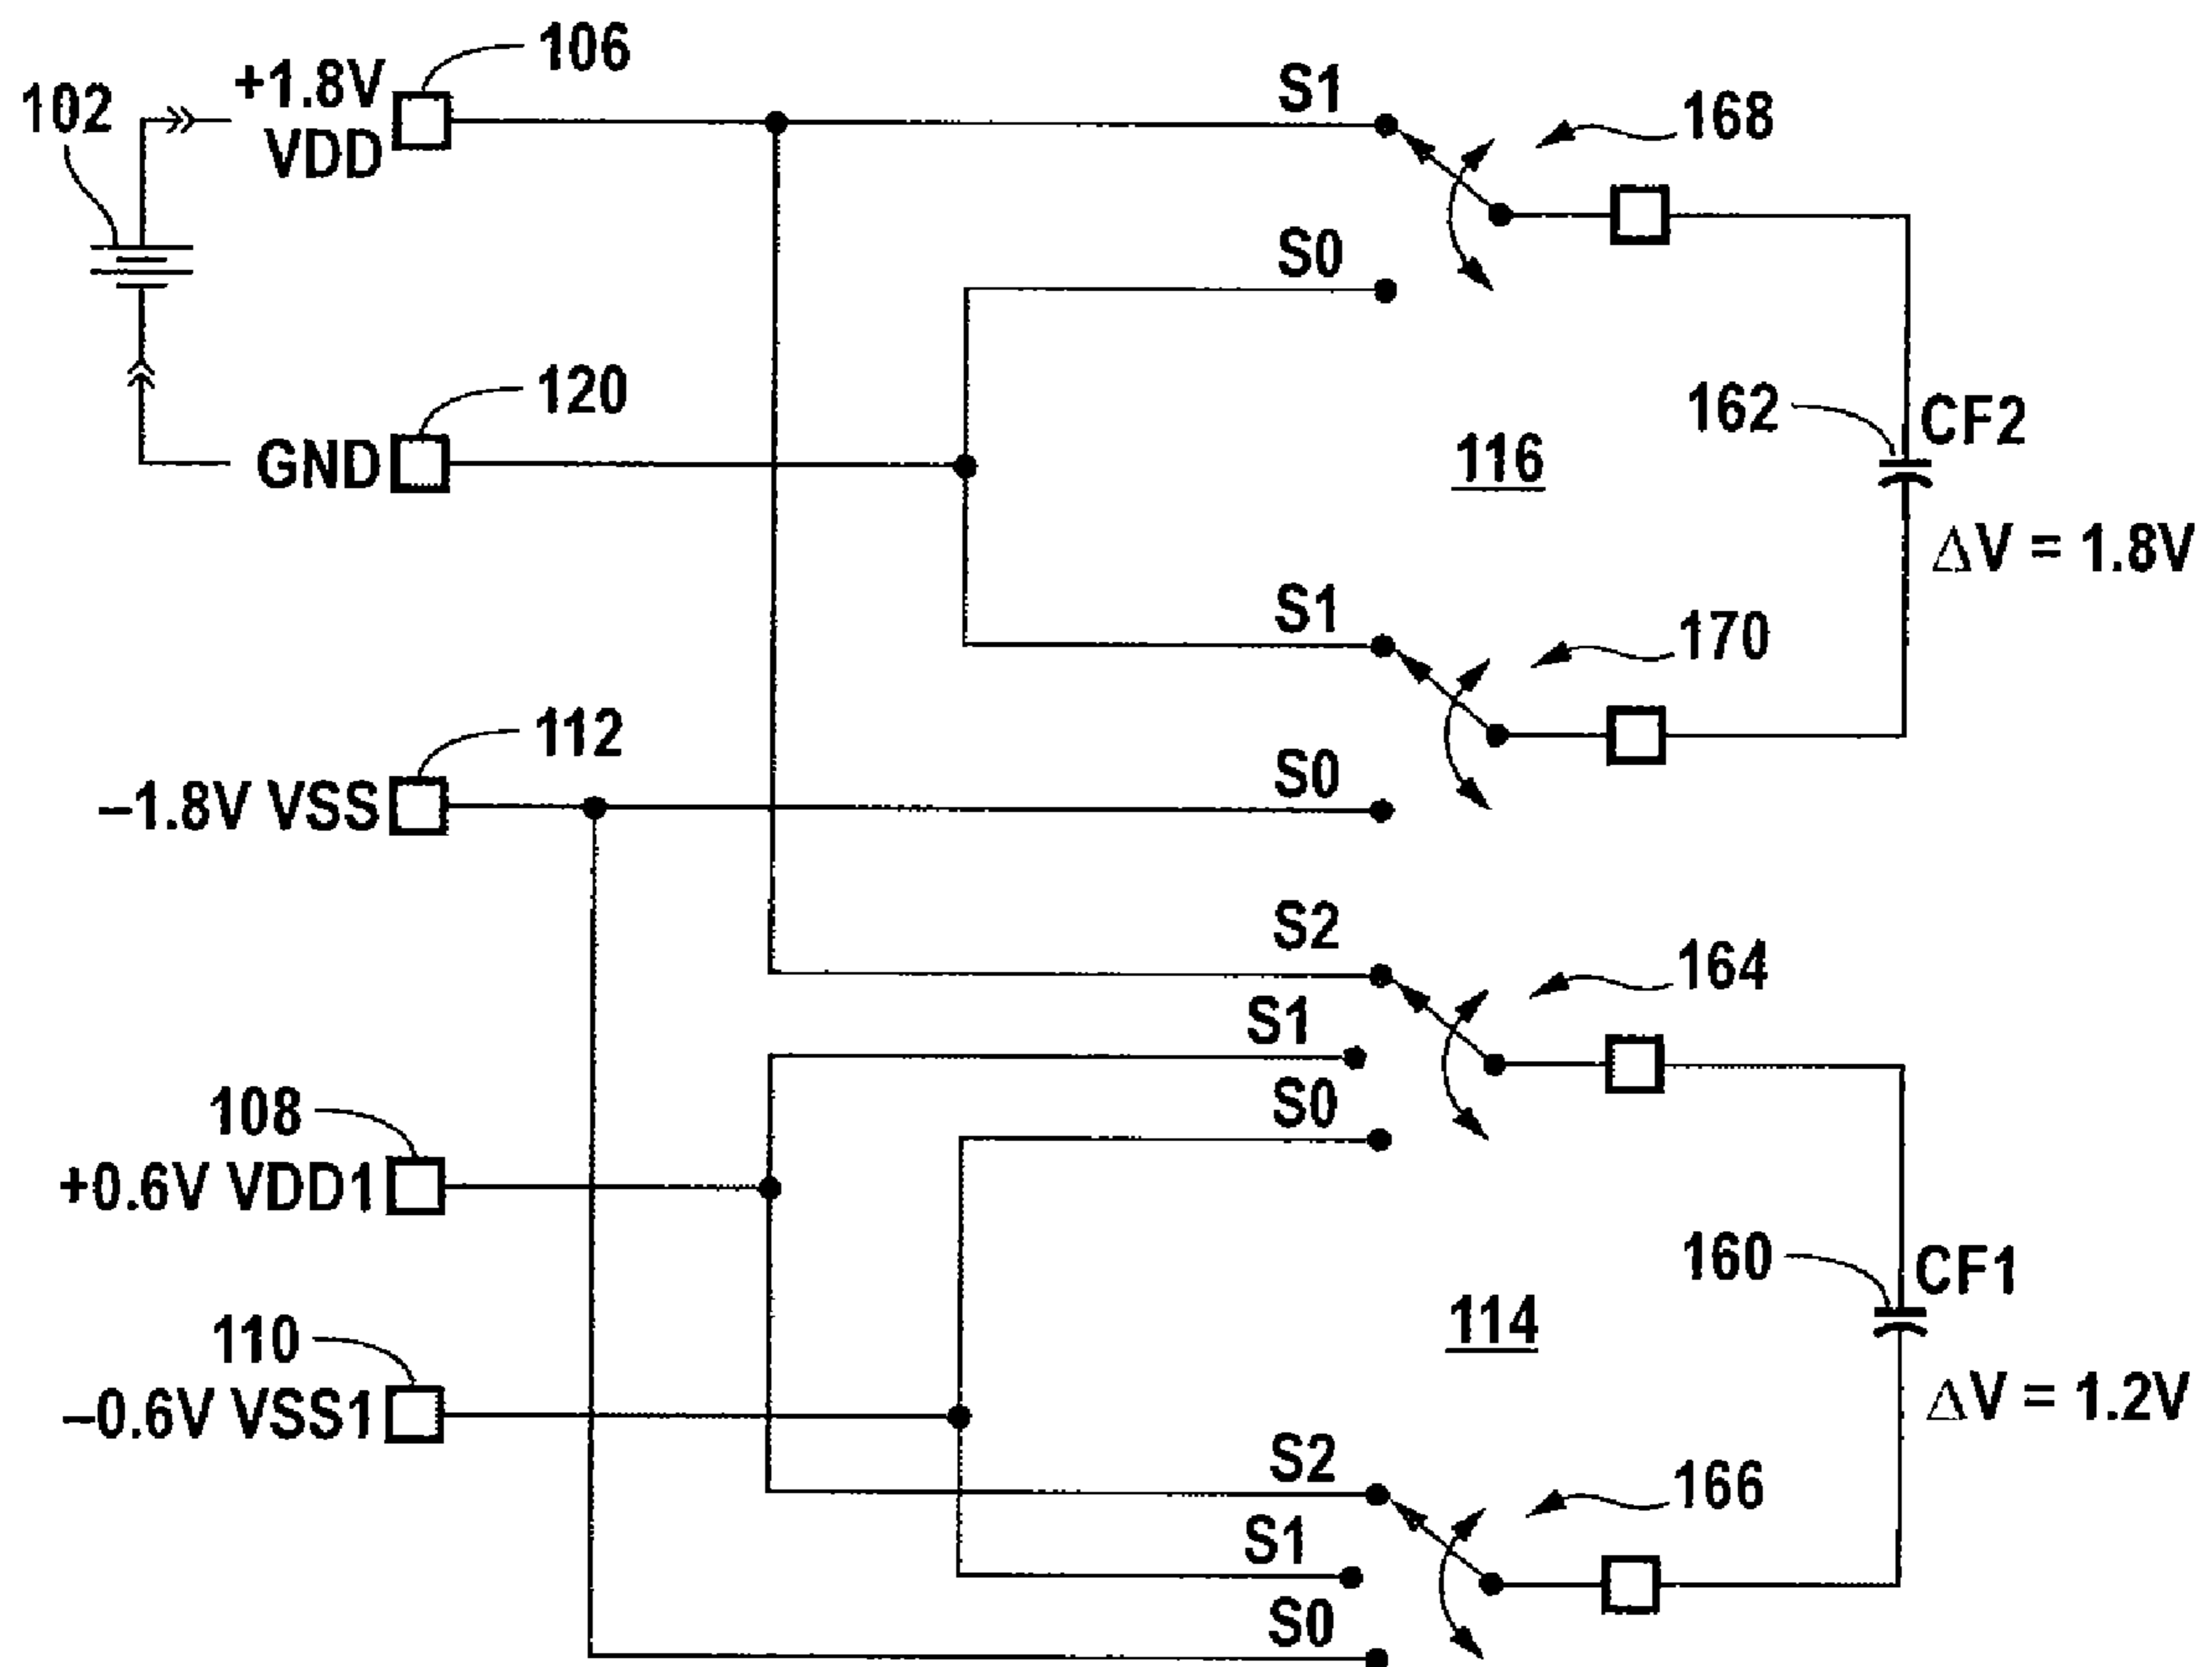 106
+1.8V
VDD
102
S1
168
S0
120
GND
162
CF2
116
ΔV = 1.8V
S1
170
112
–1.8V VSS
S0
S2
164
S1
S0
108
+0.6V VDD1
160
CF1
114
110
–0.6V VSS1
ΔV = 1.2V
S2
166
S1
S0